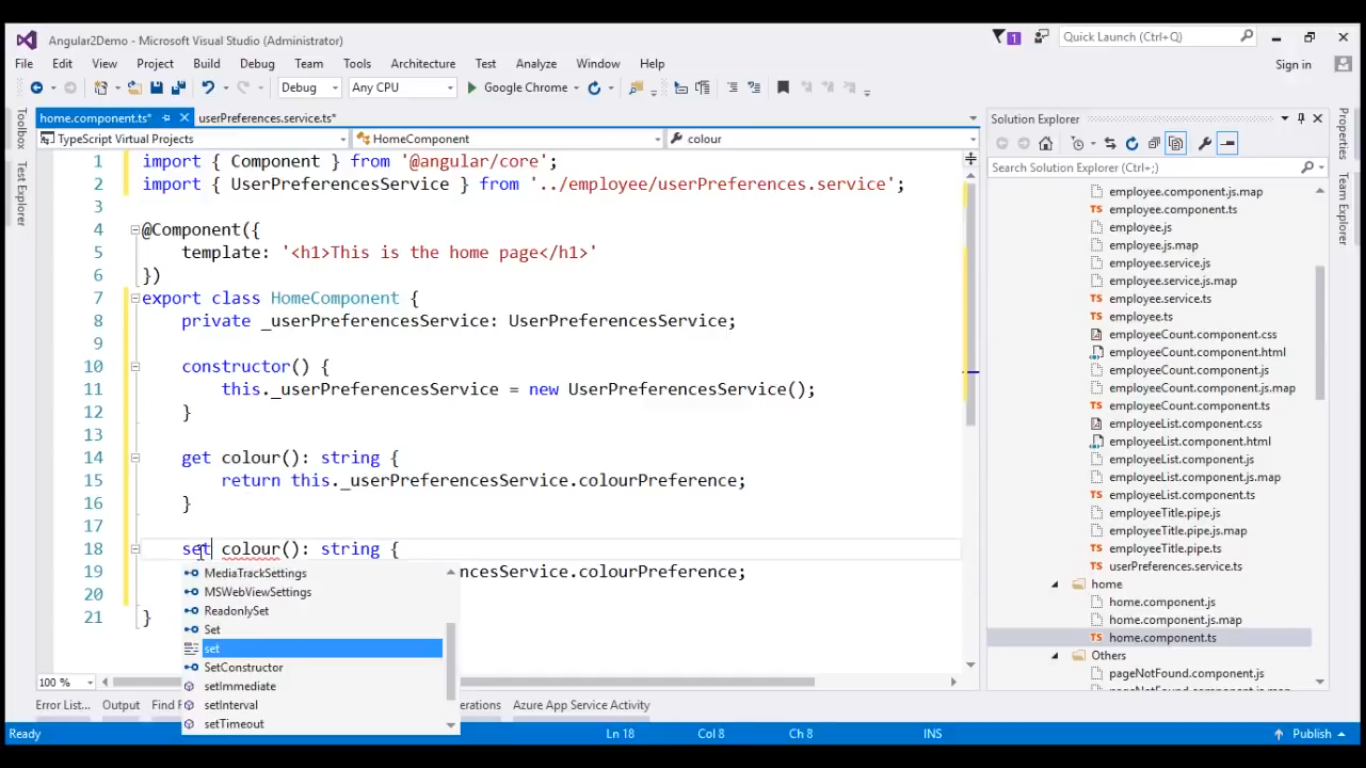 Angular2Demo - Microsoft Visual Studio (Administrator)
1
Quick Launch (Ctrl+Q)
File Edit View Project Build Debug Team Tools Architecture Test Analyze Window Help
Sign in
Debug Any CPU Google Chrome
Toolbox
Test Explorer
home.component.ts* userPreferences.service.ts*
TypeScript Virtual Projects HomeComponent colour
1 import { Component } from '@angular/core';
2 import { UserPreferencesService } from '../employee/userPreferences.service';
3
4 @Component({
5 template: '<h1>This is the home page</h1>'
6 })
7 export class HomeComponent {
8 private _userPreferencesService: UserPreferencesService;
9
10 constructor() {
11 this._userPreferencesService = new UserPreferencesService();
12 }
13
14 get colour(): string {
15 return this._userPreferencesService.colourPreference;
16 }
17
18 set colour(): string {
19 ncesService.colourPreference;
20
21 }
MediaTrackSettings
MSWebViewSettings
ReadonlySet
Set
set
SetConstructor
setImmediate
setInterval
setTimeout
100 %
Error List... Output Find erations Azure App Service Activity
Ready Ln 18 Col 8 Ch 8 INS Publish
Solution Explorer
Search Solution Explorer (Ctrl+;)
employee.component.js.map
TS employee.component.ts
employee.js
employee.js.map
employee.service.js
employee.service.js.map
TS employee.service.ts
TS employee.ts
employeeCount.component.css
employeeCount.component.html
employeeCount.component.js
employeeCount.component.js.map
TS employeeCount.component.ts
employeeList.component.css
employeeList.component.html
employeeList.component.js
employeeList.component.js.map
TS employeeList.component.ts
employeeTitle.pipe.js
employeeTitle.pipe.js.map
TS employeeTitle.pipe.ts
TS userPreferences.service.ts
home
home.component.js
home.component.js.map
TS home.component.ts
Others
pageNotFound.component.js
Properties
Team Explorer